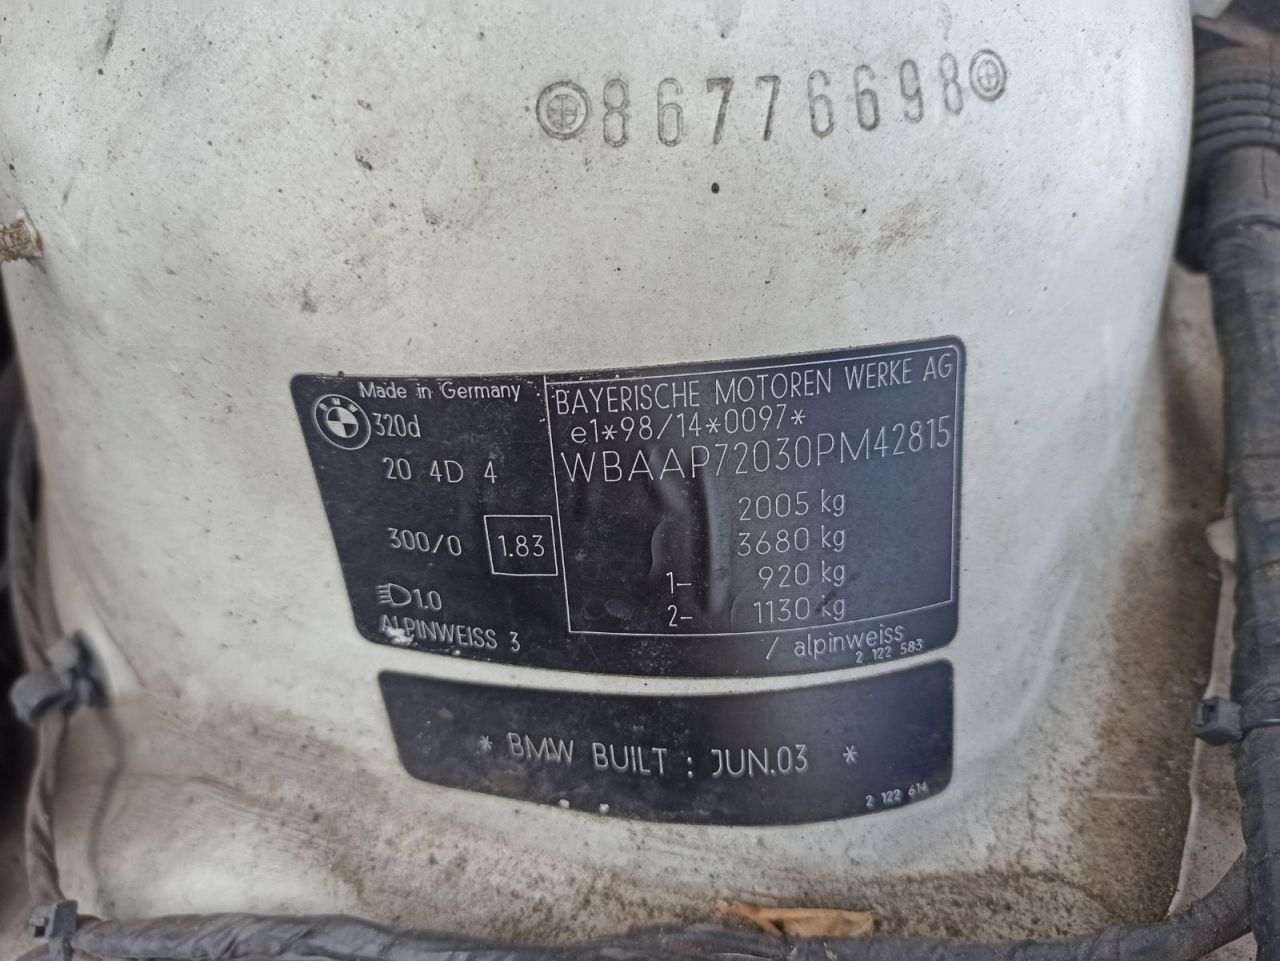 86776698
Made in Germany
320d
20 4D 4
300/0 1.83
1.0
ALPINWEISS 3
BAYERISCHE MOTOREN WERKE AG
e1*98/14*0097*
WBAAP72030PM42815
2005 kg
3680 kg
1- 920 kg
2- 1130 kg
/ alpinweiss
2 122 583
* BMW BUILT : JUN.03 *
2 122 614